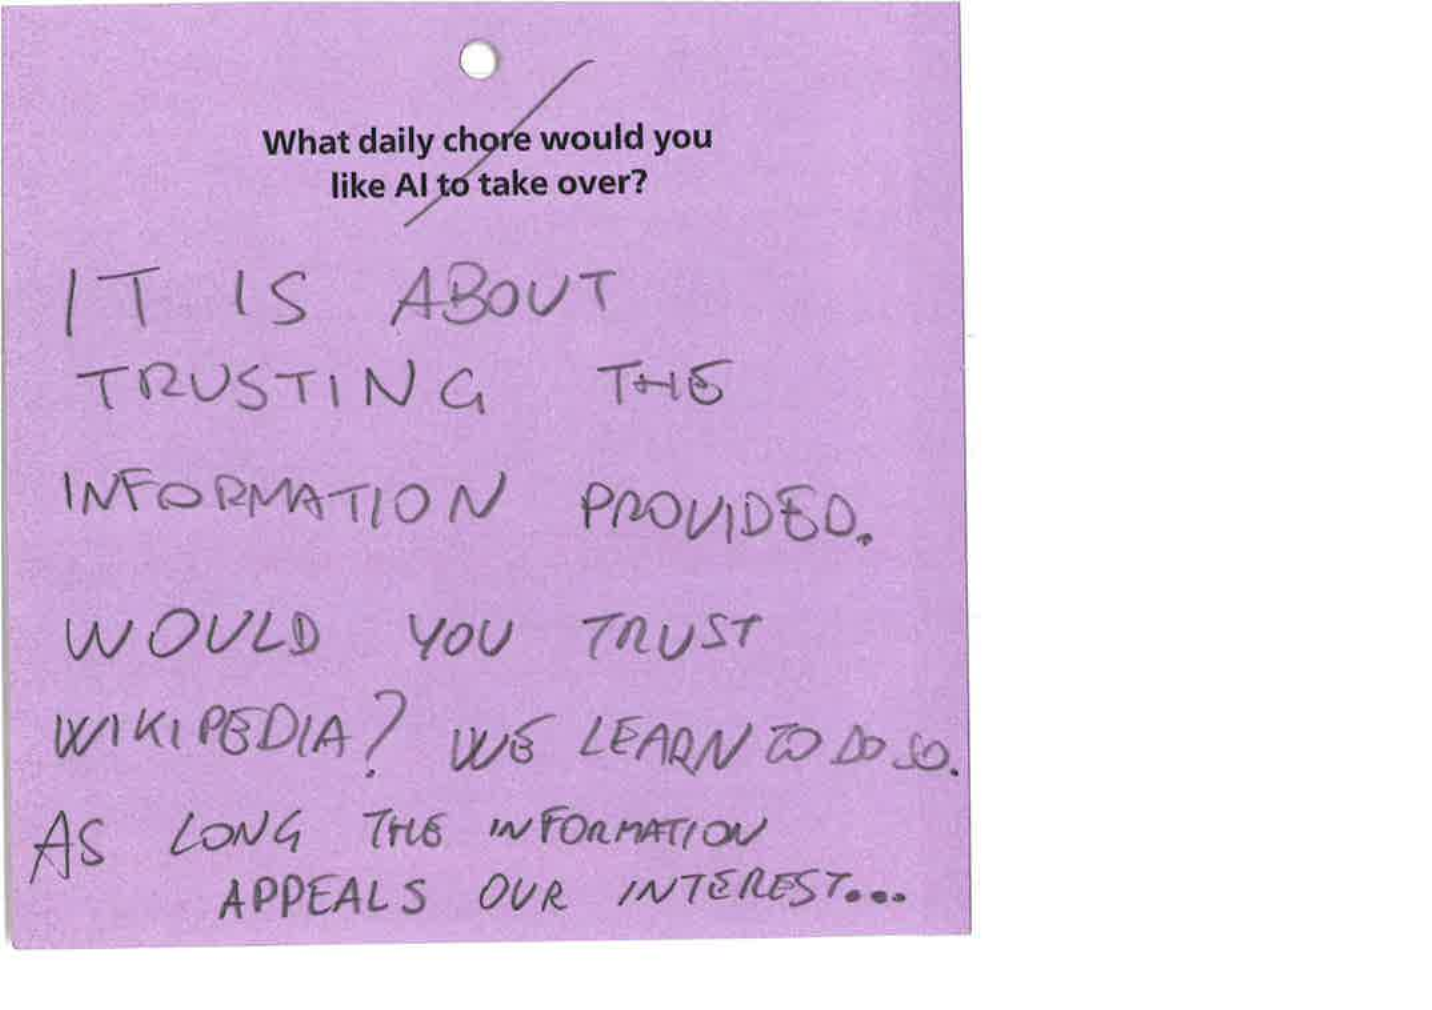 What daily chore would you
like AI to take over?
IT IS ABOUT
TRUSTING THE
INFORMATION PROVIDED.
WOULD YOU TRUST
WIKIPEDIA? WE LEARN TO DO SO.
AS LONG THE INFORMATION
APPEALS OUR INTEREST...